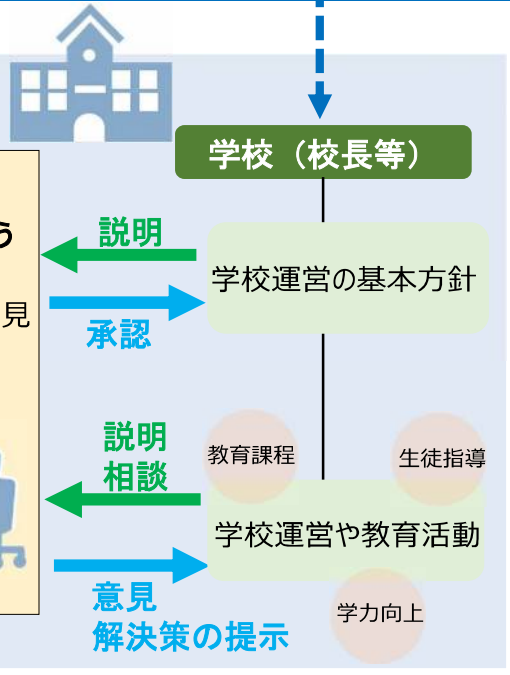 学校（校長等）
う
説明
学校運営の基本方針
見
承認
説明
相談
教育課程
生徒指導
学校運営や教育活動
意見
解決策の提示
学力向上